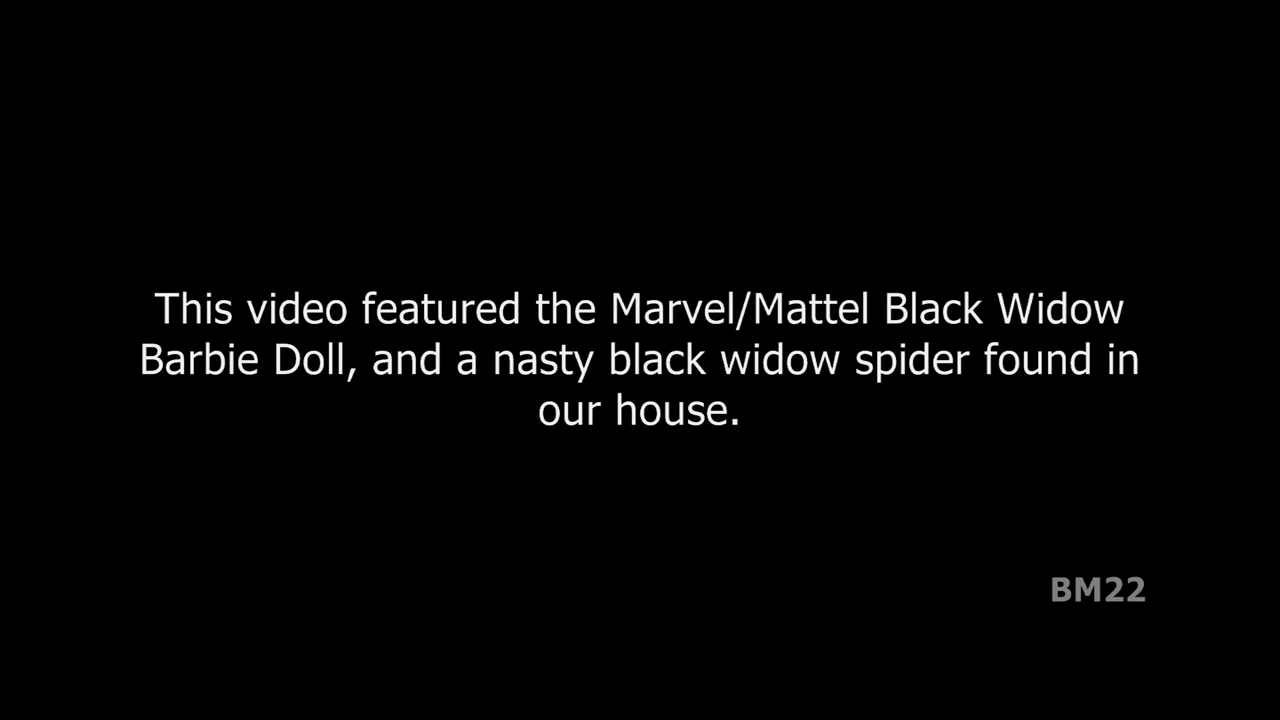 This video featured the Marvel/Mattel Black Widow
Barbie Doll, and a nasty black widow spider found in
our house.
BM22